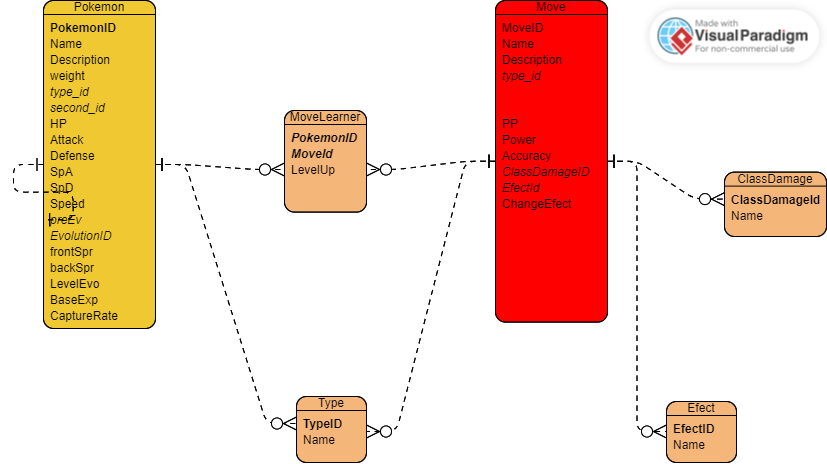 Pokemon
PokemonID
Name
Description
weight
type_id
second_id
HP
Attack
Defense
SpA
SpD
Speed
preEv
EvolutionID
frontSpr
backSpr
LevelEvo
BaseExp
CaptureRate
MoveLearner
PokemonID
MoveId
LevelUp
Type
TypeID
Name
Move
MoveID
Name
Description
type_id
PP
Power
Accuracy
ClassDamageID
EfectId
ChangeEfect
Made with
VisualParadigm
For non-commercial use
ClassDamage
ClassDamageId
Name
Efect
EfectID
Name